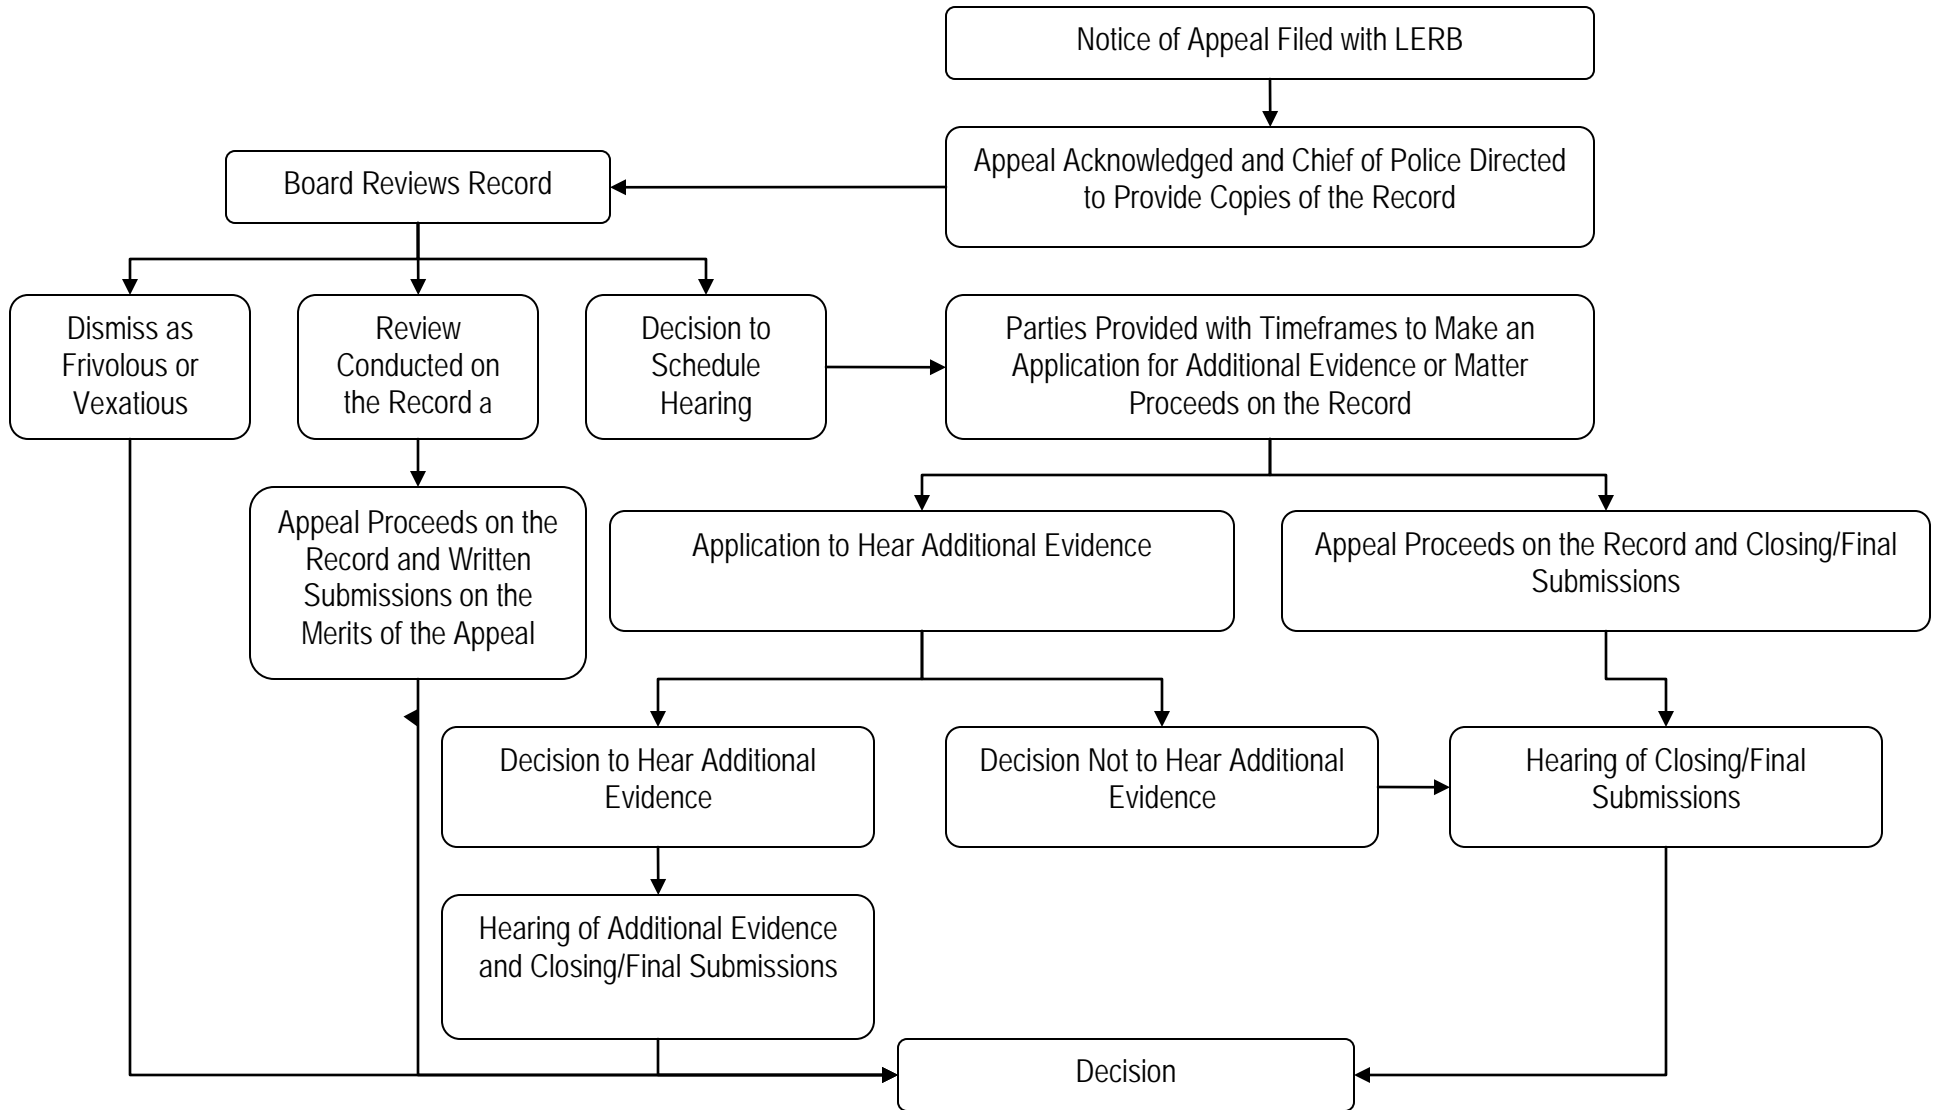 Notice of Appeal Filed with LERB
Appeal Acknowledged and Chief of Police Directed
to Provide Copies of the Record
Board Reviews Record
Dismiss as
Frivolous or
Vexatious
Review
Conducted on
the Record a
Decision to
Schedule
Hearing
Parties Provided with Timeframes to Make an
Application for Additional Evidence or Matter
Proceeds on the Record
Appeal Proceeds on the
Record and Written
Submissions on the
Merits of the Appeal
Application to Hear Additional Evidence
Appeal Proceeds on the Record and Closing/Final
Submissions
Decision to Hear Additional
Evidence
Decision Not to Hear Additional
Evidence
Hearing of Closing/Final
Submissions
Hearing of Additional Evidence
and Closing/Final Submissions
Decision